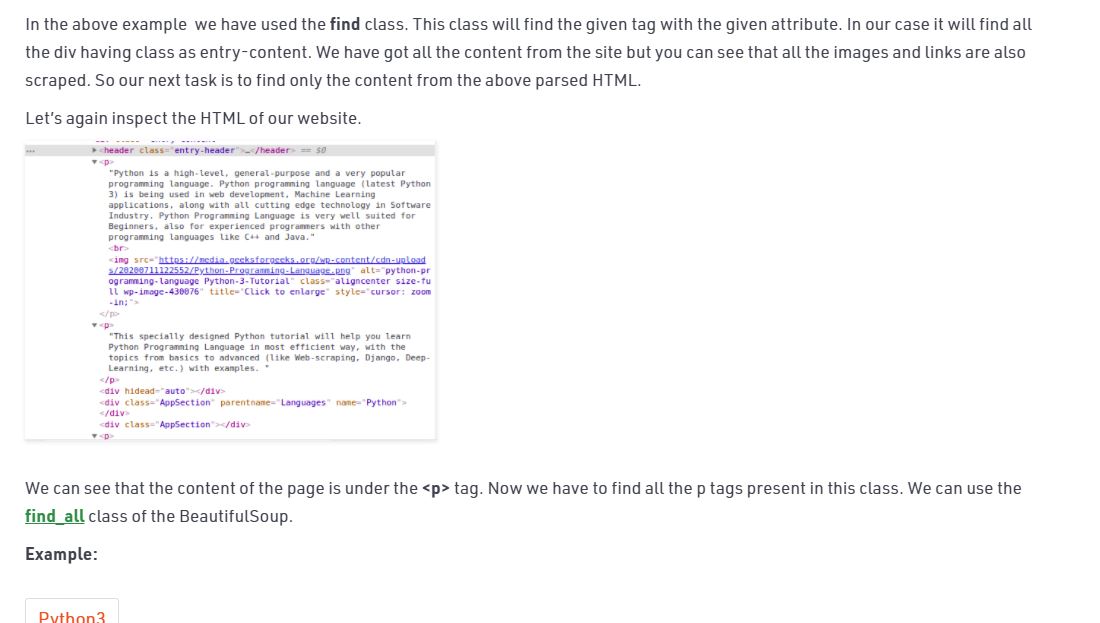 In the above example  we have used the find class. This class will find the given tag with the given attribute. In our case it will find all
the div having class as entry-content. We have got all the content from the site but you can see that all the images and links are also
scraped. So our next task is to find only the content from the above parsed HTML.
Let's again inspect the HTML of our website.
... ▶<header class="entry-header">…</header> == $0
▼<p>
"Python is a high-level, general-purpose and a very popular
programming language. Python programming language (latest Python
3) is being used in web development, Machine Learning
applications, along with all cutting edge technology in Software
Industry. Python Programming Language is very well suited for
Beginners, also for experienced programmers with other
programming languages like C++ and Java."
<br>
<img src="https://media.geeksforgeeks.org/wp-content/cdn-upload
s/20200711122552/Python-Programming-Language.png" alt="python-pr
ogramming-language Python-3-Tutorial" class="aligncenter size-fu
ll wp-image-430076" title="Click to enlarge" style="cursor: zoom
-in;">
</p>
▼<p>
"This specially designed Python tutorial will help you learn
Python Programming Language in most efficient way, with the
topics from basics to advanced (like Web-scraping, Django, Deep-
Learning, etc.) with examples. "
</p>
<div hidead="auto"></div>
<div class="AppSection" parentname="Languages" name="Python">
</div>
<div class="AppSection"></div>
▼<p>
We can see that the content of the page is under the <p> tag. Now we have to find all the p tags present in this class. We can use the
find_all class of the BeautifulSoup.
Example:
Python3